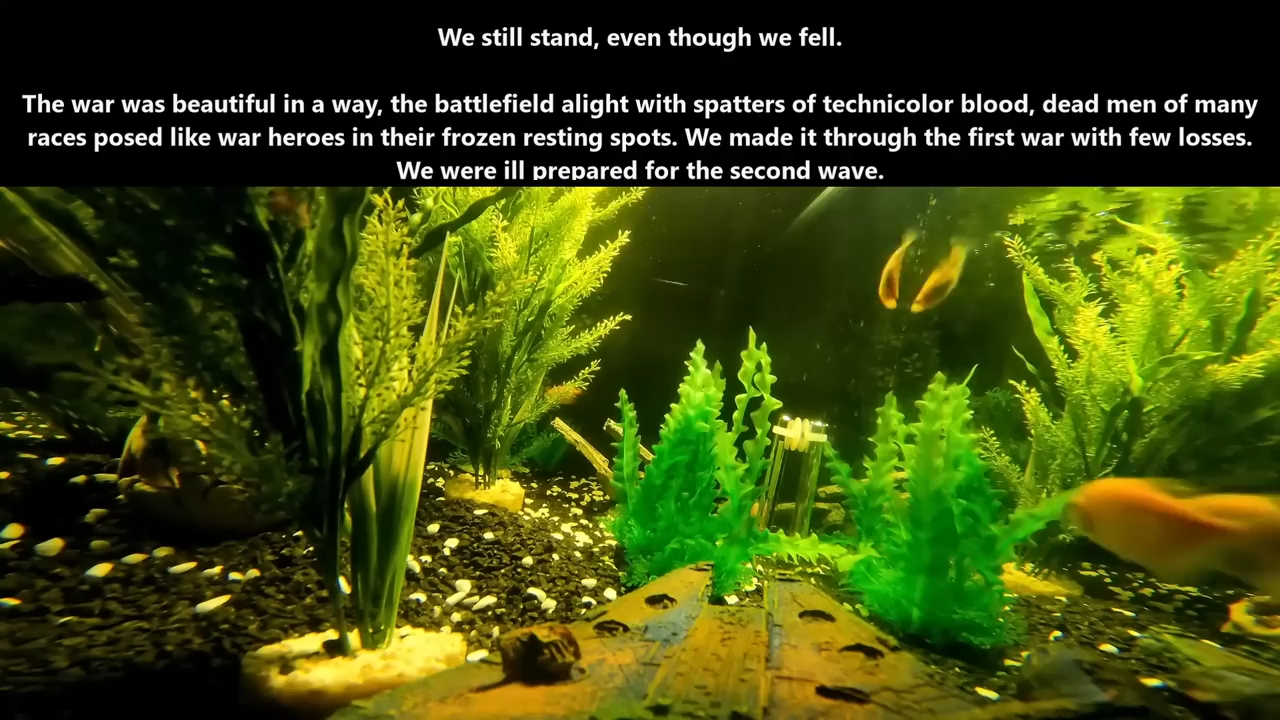 We still stand, even though we fell.
The war was beautiful in a way, the battlefield alight with spatters of technicolor blood, dead men of many
races posed like war heroes in their frozen resting spots. We made it through the first war with few losses.
We were ill prepared for the second wave.